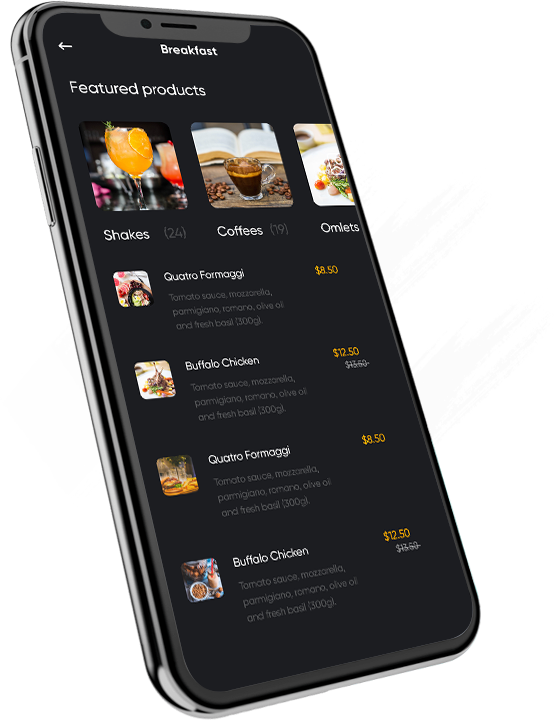 Breakfast
Featured products
Shakes (24) Coffees (19) Omlets
Quatro Formaggi $8.50
Tomato sauce, mozzarella,
parmigiano, romano, olive oil
and fresh basil (300g).
Buffalo Chicken $12.50
Tomato sauce, mozzarella, $13.50
parmigiano, romano, olive oil
and fresh basil (300g).
Quatro Formaggi $8.50
Tomato sauce, mozzarella,
parmigiano, romano, olive oil
and fresh basil (300g).
Buffalo Chicken $12.50
Tomato sauce, mozzarella, $13.50
parmigiano, romano, olive oil
and fresh basil (300g).